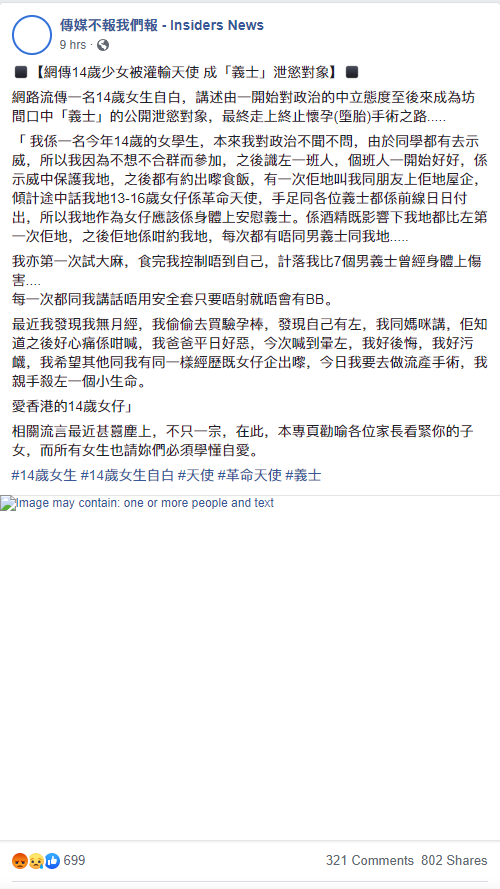 傳媒不報我們報 - Insiders News
9 hrs ·
⬛【網傳14歲少女被灌輸天使 成「義士」泄慾對象】⬛
網路流傳一名14歲女生自白，講述由一開始對政治的中立態度至後來成為坊
間口中「義士」的公開泄慾對象，最終走上終止懷孕(墮胎)手術之路.....
「 我係一名今年14歲的女學生，本來我對政治不聞不問，由於同學都有去示
威，所以我因為不想不合群而參加，之後識左一班人，個班人一開始好好，係
示威中保護我地，之後都有約出嚟食飯，有一次佢地叫我同朋友上佢地屋企，
傾計途中話我地13-16歲女仔係革命天使，手足同各位義士都係前線日日付
出，所以我地作為女仔應該係身體上安慰義士。係酒精既影響下我地都比左第
一次佢地，之後佢地係咁約我地，每次都有唔同男義士同我地.....
我亦第一次試大麻，食完我控制唔到自己，計落我比7個男義士曾經身體上傷
害....
每一次都同我講話唔用安全套只要唔射就唔會有BB。
最近我發現我無月經，我偷偷去買驗孕棒，發現自己有左，我同媽咪講，佢知
道之後好心痛係咁喊，我爸爸平日好惡，今次喊到暈左，我好後悔，我好污
衊，我希望其他同我有同一樣經歷既女仔企出嚟，今日我要去做流產手術，我
親手殺左一個小生命。
愛香港的14歲女仔」
相關流言最近甚囂塵上，不只一宗，在此，本專頁勸喻各位家長看緊你的子
女，而所有女生也請妳們必須學懂自愛。
#14歲女生 #14歲女生自白 #天使 #革命天使 #義士
Image may contain: one or more people and text
699
321 Comments 802 Shares